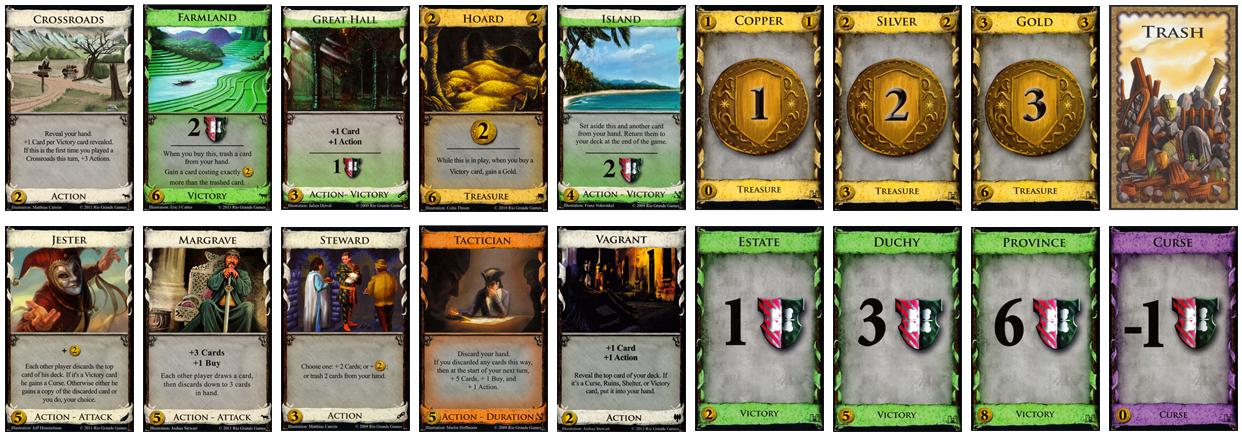 CROSSROADS
Reveal your hand.
+1 Card per Victory card revealed.
If this is the first time you played a
Crossroads this turn, +3 Actions.
2 ACTION
FARMLAND
2
When you buy this, trash a card
from your hand.
Gain a card costing exactly 2
more than the trashed card.
6 VICTORY
GREAT HALL
+1 Card
+1 Action
1
3 ACTION - VICTORY
2 HOARD 2
2
While this is in play, when you buy a
Victory card, gain a Gold.
6 TREASURE
ISLAND
Set aside this and another card
from your hand. Return them to
your deck at the end of the game.
2
4 ACTION - VICTORY
1 COPPER 1
1
0 TREASURE
2 SILVER 2
2
3 TREASURE
3 GOLD 3
3
6 TREASURE
TRASH
JESTER
+ 2
Each other player discards the top
card of his deck. If it's a Victory card
he gains a Curse. Otherwise either he
gains a copy of the discarded card or
you do, your choice.
5 ACTION - ATTACK
MARGRAVE
+3 Cards
+1 Buy
Each other player draws a card,
then discards down to 3 cards
in hand.
5 ACTION - ATTACK
STEWARD
Choose one: +2 Cards; or + 2;
or trash 2 cards from your hand.
3 ACTION
TACTICIAN
Discard your hand.
If you discarded any cards this way,
then at the start of your next turn,
+ 5 Cards, + 1 Buy, and
+ 1 Action.
5 ACTION - DURATION
VAGRANT
+1 Card
+1 Action
Reveal the top card of your deck. If
it's a Curse, Ruins, Shelter, or Victory
card, put it into your hand.
2 ACTION
ESTATE
1
2 VICTORY
DUCHY
3
5 VICTORY
PROVINCE
6
8 VICTORY
CURSE
-1
0 CURSE